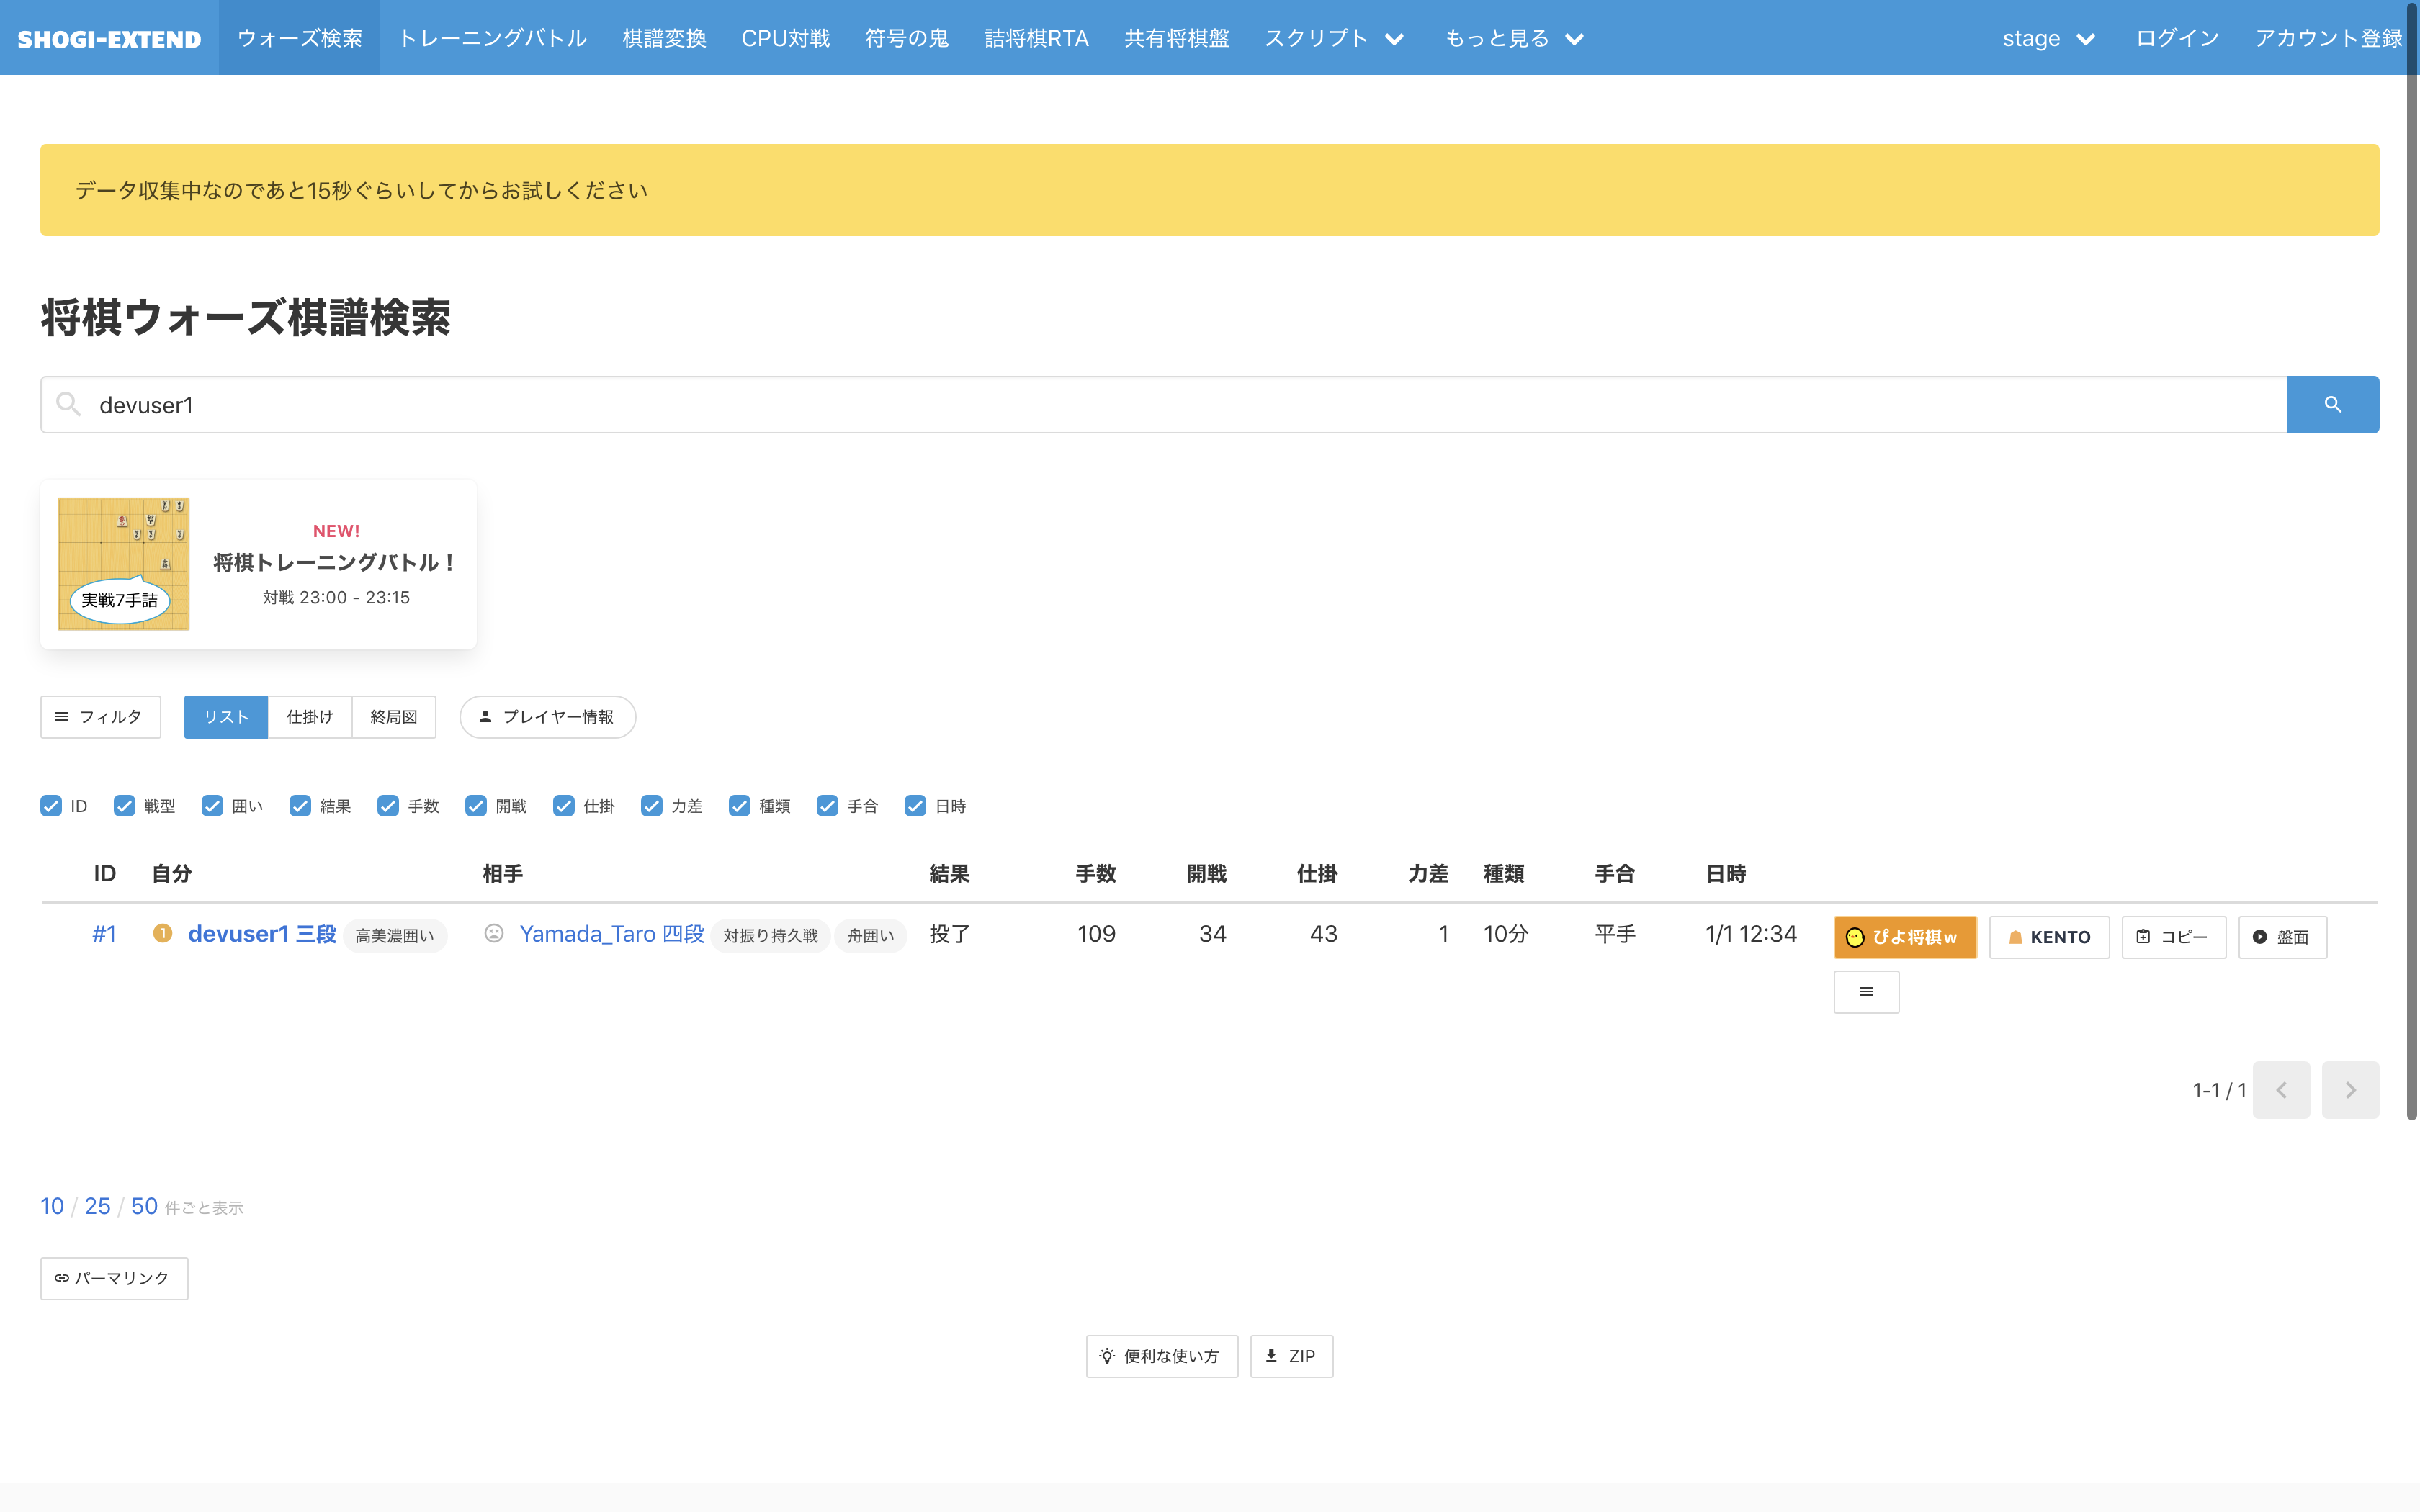 SHOGI-EXTEND ウォーズ検索 トレーニングバトル 棋譜変換 CPU対戦 符号の鬼 詰将棋RTA 共有将棋盤 スクリプト もっと見る stage ログイン アカウント登録
データ収集中なのであと15秒ぐらいしてからお試しください
将棋ウォーズ棋譜検索
devuser1
NEW!
将棋トレーニングバトル！
対戦 23:00 - 23:15
実戦7手詰
フィルタ リスト 仕掛け 終局図 プレイヤー情報
ID 戦型 囲い 結果 手数 開戦 仕掛 力差 種類 手合 日時
ID 自分 相手 結果 手数 開戦 仕掛 力差 種類 手合 日時
#1 1 devuser1 三段 高美濃囲い Yamada_Taro 四段 対振り持久戦 舟囲い 投了 109 34 43 1 10分 平手 1/1 12:34 ぴよ将棋w KENTO コピー 盤面
1-1 / 1
10 / 25 / 50 件ごと表示
パーマリンク
便利な使い方 ZIP